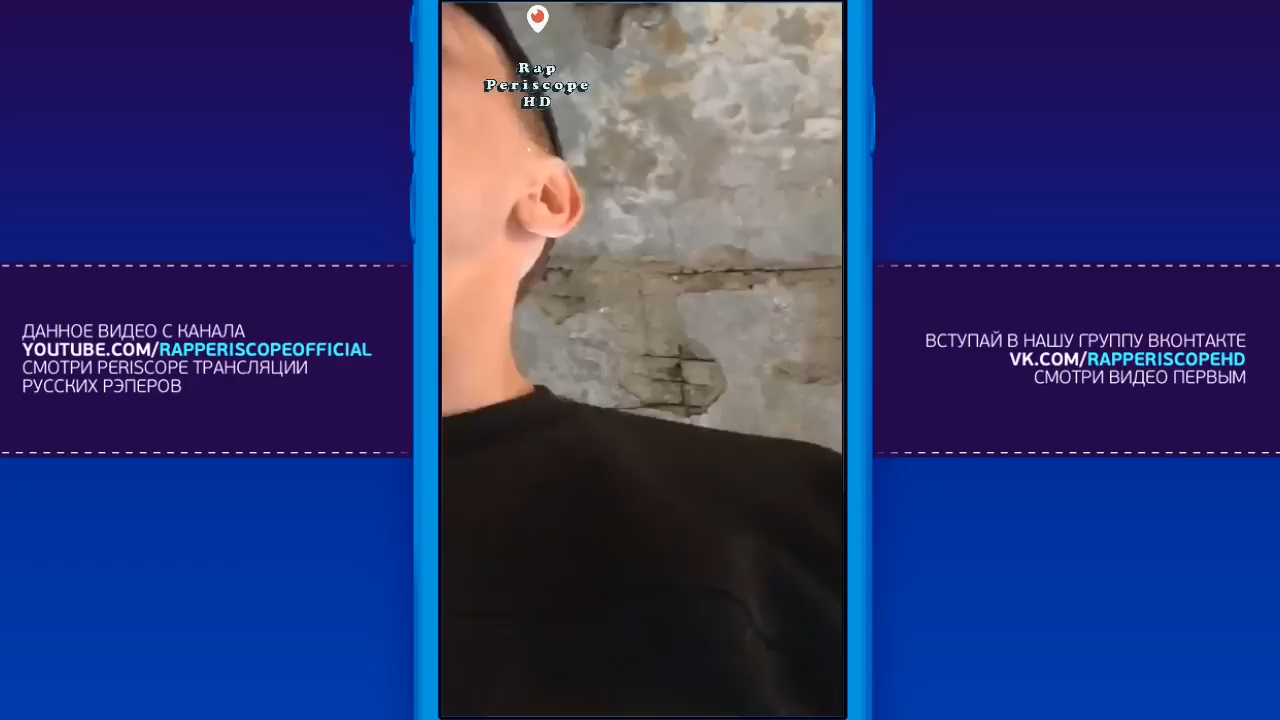 Rap
Periscope
HD
ДАННОЕ ВИДЕО С КАНАЛА
YOUTUBE.COM/RAPPERISCOPEOFFICIAL
СМОТРИ PERISCOPE ТРАНСЛЯЦИИ
РУССКИХ РЭПЕРОВ
ВСТУПАЙ В НАШУ ГРУППУ ВКОНТАКТЕ
VK.COM/RAPPERISCOPEHD
СМОТРИ ВИДЕО ПЕРВЫМ